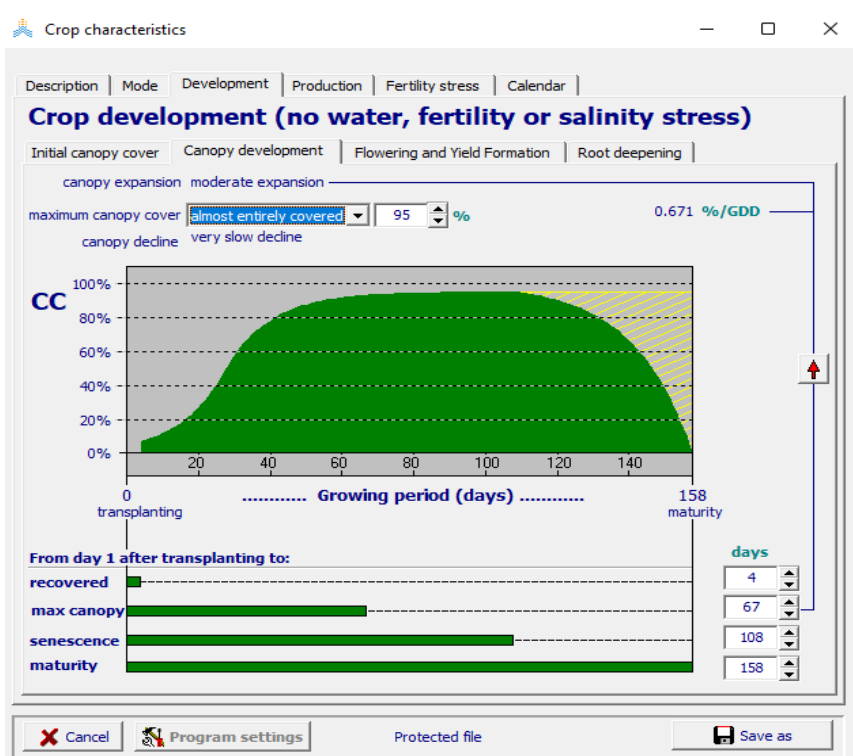 Crop characteristics
Description Mode Development Production Fertility stress Calendar
Crop development (no water, fertility or salinity stress)
Initial canopy cover Canopy development Flowering and Yield Formation Root deepening
canopy expansion moderate expansion
maximum canopy cover almost entirely covered 95 % 0.671 %/GDD
canopy decline very slow decline
CC
100%
80%
60%
40%
20%
0%
20 40 60 80 100 120 140
0 ............ Growing period (days) ............ 158
transplanting maturity
From day 1 after transplanting to: days
recovered 4
max canopy 67
senescence 108
maturity 158
Cancel Program settings Protected file Save as